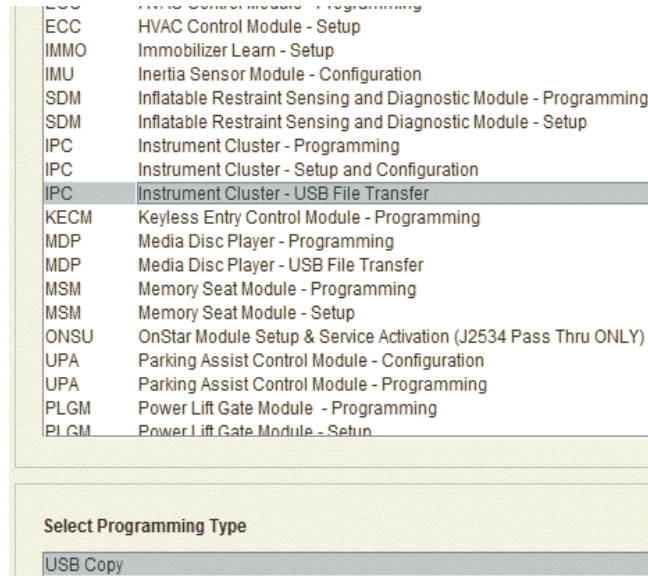 ECC HVAC Control Module - Programming
ECC HVAC Control Module - Setup
IMMO Immobilizer Learn - Setup
IMU Inertia Sensor Module - Configuration
SDM Inflatable Restraint Sensing and Diagnostic Module - Programming
SDM Inflatable Restraint Sensing and Diagnostic Module - Setup
IPC Instrument Cluster - Programming
IPC Instrument Cluster - Setup and Configuration
IPC Instrument Cluster - USB File Transfer
KECM Keyless Entry Control Module - Programming
MDP Media Disc Player - Programming
MDP Media Disc Player - USB File Transfer
MSM Memory Seat Module - Programming
MSM Memory Seat Module - Setup
ONSU OnStar Module Setup & Service Activation (J2534 Pass Thru ONLY)
UPA Parking Assist Control Module - Configuration
UPA Parking Assist Control Module - Programming
PLGM Power Lift Gate Module - Programming
PLGM Power Lift Gate Module - Setup
Select Programming Type
USB Copy